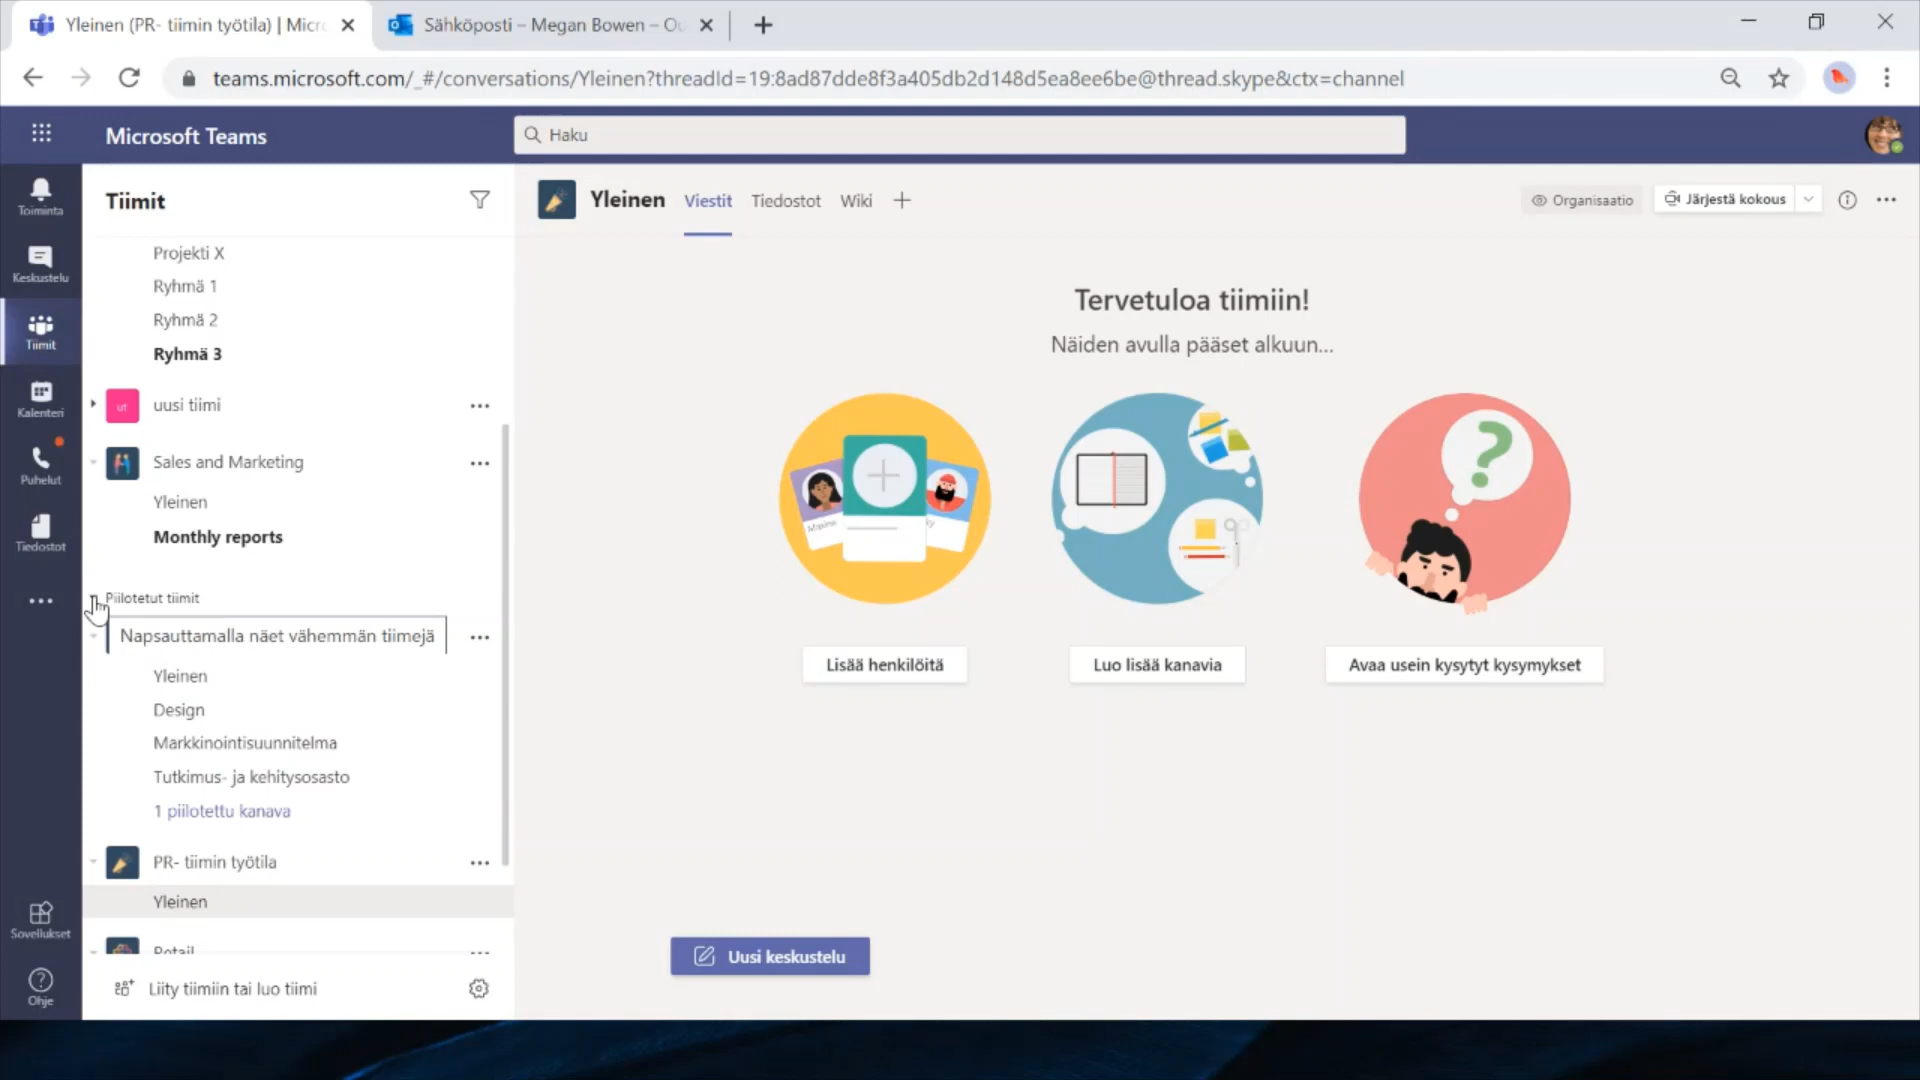 Yleinen (PR- tiimin työtila) | Micr
Sähköposti – Megan Bowen – Ou
teams.microsoft.com/_#/conversations/Yleinen?threadId=19:8ad87dde8f3a405db2d148d5ea8ee6be@thread.skype&ctx=channel
Microsoft Teams
Haku
Toiminta
Keskustelu
Tiimit
Kalenteri
Puhelut
Tiedostot
Sovellukset
Ohje
Tiimit
Projekti X
Ryhmä 1
Ryhmä 2
Ryhmä 3
ut
uusi tiimi
Sales and Marketing
Yleinen
Monthly reports
Piilotetut tiimit
Napsauttamalla näet vähemmän tiimejä
Yleinen
Design
Markkinointisuunnitelma
Tutkimus- ja kehitysosasto
1 piilotettu kanava
PR- tiimin työtila
Yleinen
Retail
Liity tiimiin tai luo tiimi
Yleinen
Viestit
Tiedostot
Wiki
Organisaatio
Järjestä kokous
Tervetuloa tiimiin!
Näiden avulla pääset alkuun...
Lisää henkilöitä
Luo lisää kanavia
Avaa usein kysytyt kysymykset
Uusi keskustelu